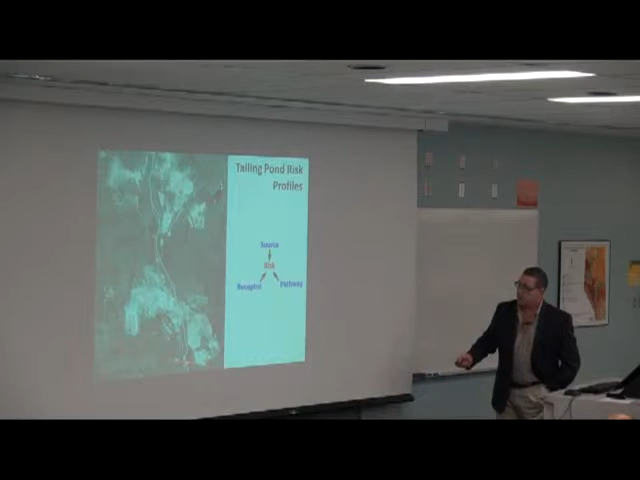 Tailing Pond Risk
Profiles
Source
Risk
Receptor
Pathway